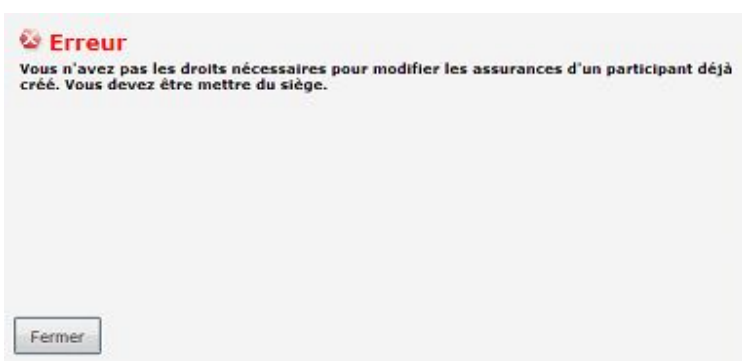 Erreur
Vous n'avez pas les droits nécessaires pour modifier les assurances d'un participant déjà
créé. Vous devez être mettre du siège.
Fermer